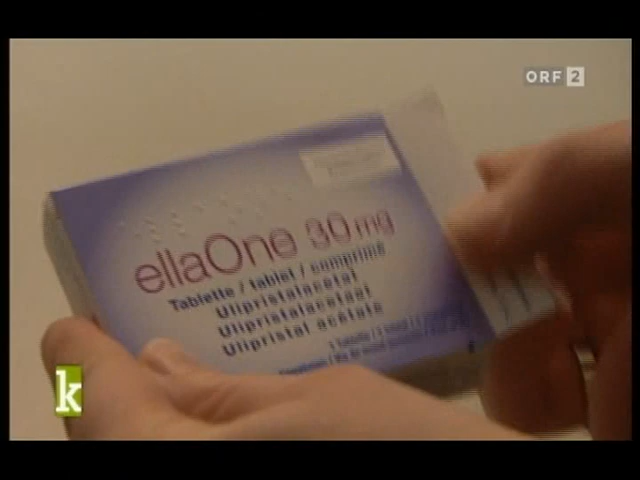 ORF 2
ellaOne 30 mg
Tablette / tablet / comprimé
Ulipristalacetat
Ulipristalacetaat
Ulipristal acetate
k